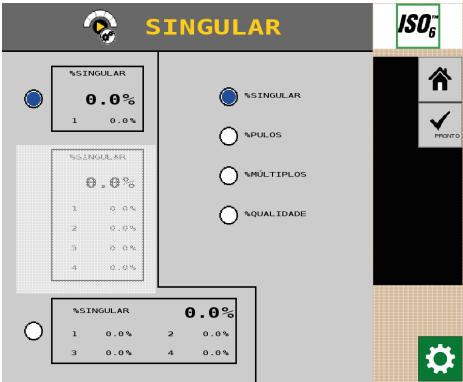 SINGULAR
ISO6
%SINGULAR
0.0%
1 0.0%
%SINGULAR
0.0%
1 0.0%
2 0.0%
3 0.0%
4 0.0%
%SINGULAR 0.0%
1 0.0% 2 0.0%
3 0.0% 4 0.0%
%SINGULAR
%PULOS
%MÚLTIPLOS
%QUALIDADE
PRONTO